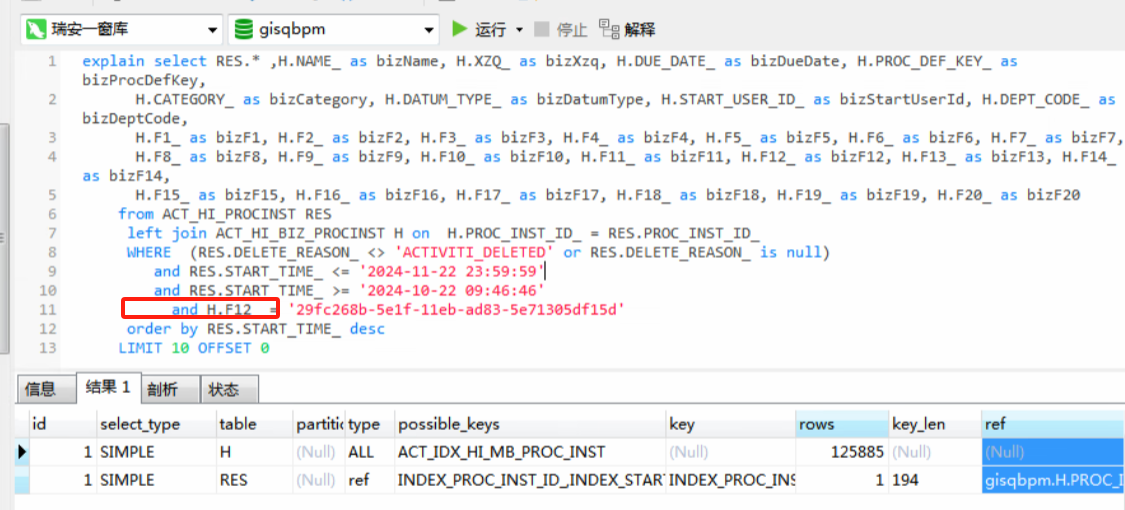 瑞安一窗库 gisqbpm 运行 停止 解释
1 explain select RES.* ,H.NAME_ as bizName, H.XZQ_ as bizXzq, H.DUE_DATE_ as bizDueDate, H.PROC_DEF_KEY_ as
bizProcDefKey,
2 H.CATEGORY_ as bizCategory, H.DATUM_TYPE_ as bizDatumType, H.START_USER_ID_ as bizStartUserId, H.DEPT_CODE_ as
bizDeptCode,
3 H.F1_ as bizF1, H.F2_ as bizF2, H.F3_ as bizF3, H.F4_ as bizF4, H.F5_ as bizF5, H.F6_ as bizF6, H.F7_ as bizF7,
4 H.F8_ as bizF8, H.F9_ as bizF9, H.F10_ as bizF10, H.F11_ as bizF11, H.F12_ as bizF12, H.F13_ as bizF13, H.F14_
as bizF14,
5 H.F15_ as bizF15, H.F16_ as bizF16, H.F17_ as bizF17, H.F18_ as bizF18, H.F19_ as bizF19, H.F20_ as bizF20
6 from ACT_HI_PROCINST RES
7 left join ACT_HI_BIZ_PROCINST H on H.PROC_INST_ID_ = RES.PROC_INST_ID_
8 WHERE (RES.DELETE_REASON_ <> 'ACTIVITI_DELETED' or RES.DELETE_REASON_ is null)
9 and RES.START_TIME_ <= '2024-11-22 23:59:59'
10 and RES.START_TIME_ >= '2024-10-22 09:46:46'
11 and H.F12_ = '29fc268b-5e1f-11eb-ad83-5e71305df15d'
12 order by RES.START_TIME_ desc
13 LIMIT 10 OFFSET 0
信息 结果 1 剖析 状态
id select_type table partitic type possible_keys key rows key_len ref
1 SIMPLE H (Null) ALL ACT_IDX_HI_MB_PROC_INST (Null) 125885 (Null) (Null)
1 SIMPLE RES (Null) ref INDEX_PROC_INST_ID_,INDEX_STAR INDEX_PROC_INS 1 194 gisqbpm.H.PROC_I